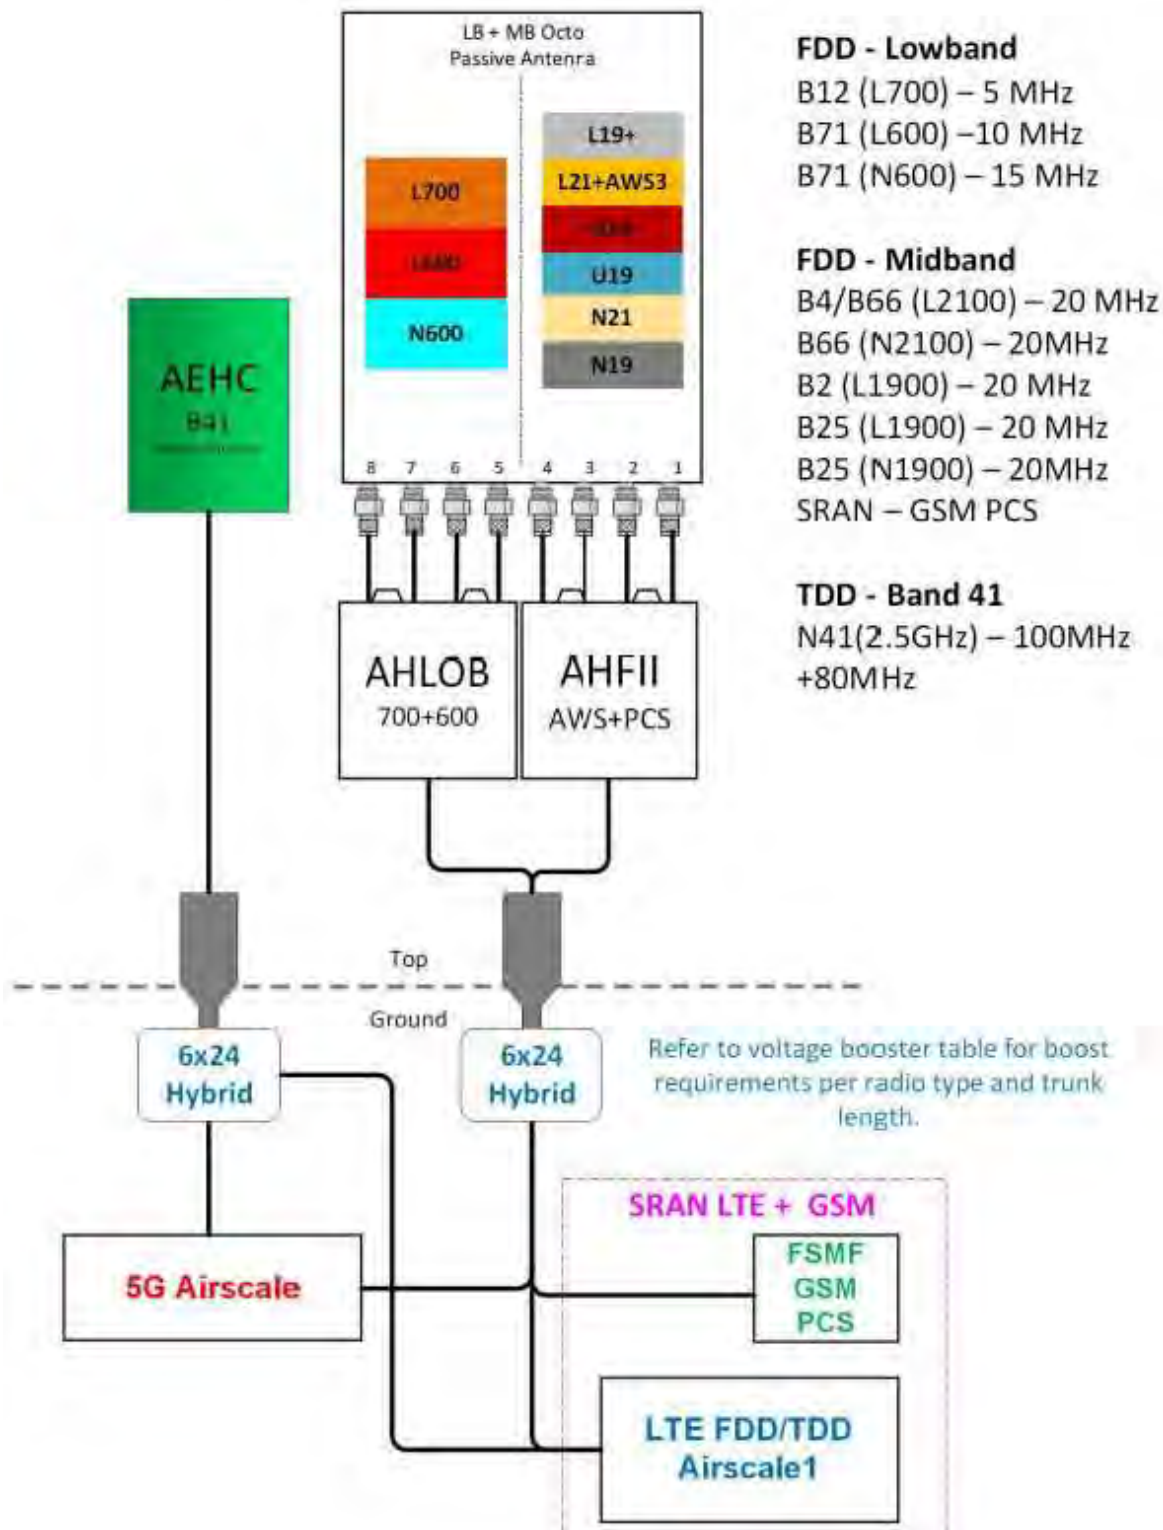 LB + MB Octo
Passive Antenra
L19+
L21+AWS3
L700
U19
N21
N600
N19
8 7 6 5 4 3 2 1
AEHC
B41
AHLOB
700+600
AHFII
AWS+PCS
FDD - Lowband
B12 (L700) – 5 MHz
B71 (L600) –10 MHz
B71 (N600) – 15 MHz
FDD - Midband
B4/B66 (L2100) – 20 MHz
B66 (N2100) – 20MHz
B2 (L1900) – 20 MHz
B25 (L1900) – 20 MHz
B25 (N1900) – 20MHz
SRAN – GSM PCS
TDD - Band 41
N41(2.5GHz) – 100MHz
+80MHz
Top
Ground
6x24
Hybrid
6x24
Hybrid
Refer to voltage booster table for boost
requirements per radio type and trunk
length.
SRAN LTE + GSM
5G Airscale
FSMF
GSM
PCS
LTE FDD/TDD
Airscale1